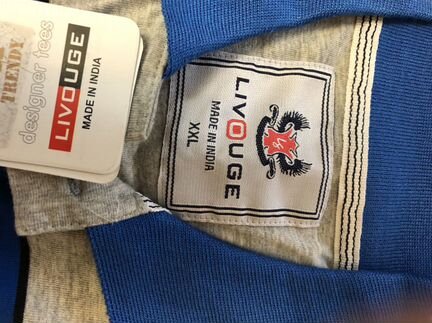 TRENDY
designer tees
LIVOUGE
MADE IN INDIA
LIVOUGE
MADE IN INDIA
XXL